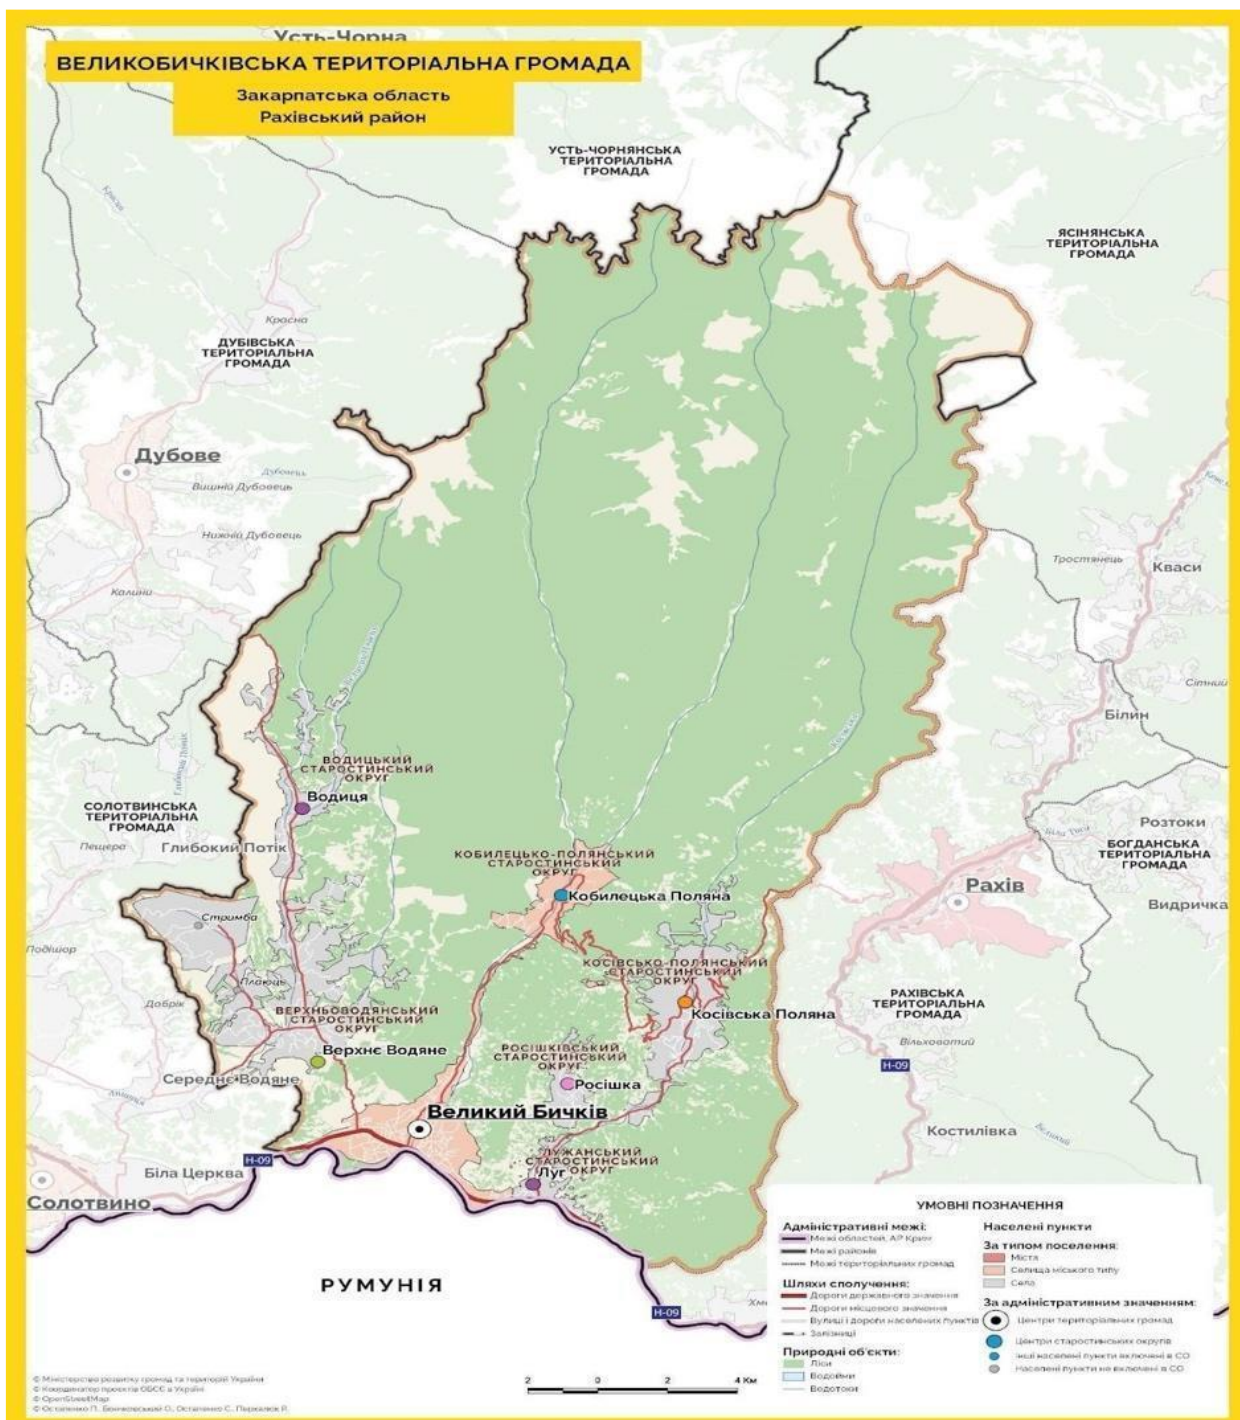 Усть-Чорна
ВЕЛИКОБИЧКІВСЬКА ТЕРИТОРІАЛЬНА ГРОМАДА
Закарпатська область
Рахівський район
УСТЬ-ЧОРНЯНСЬКА
ТЕРИТОРІАЛЬНА
ГРОМАДА
ЯСІНЯНСЬКА
ТЕРИТОРІАЛЬНА
ГРОМАДА
Красна
ДУБІВСЬКА
ТЕРИТОРІАЛЬНА
ГРОМАДА
Дубове
Дубовець
Вишній Дубовець
Нижній Дубовець
Калини
Тростянець
Кваси
Ситний
Білин
ВОДИЦЬКИЙ
СТАРОСТИНСЬКИЙ
ОКРУГ
Водиця
СОЛОТВИНСЬКА
ТЕРИТОРІАЛЬНА
ГРОМАДА
Пещера
Глибокий Потік
Розтоки
Біла Тиса
БОГДАНСЬКА
ТЕРИТОРІАЛЬНА
ГРОМАДА
КОБИЛЕЦЬКО-ПОЛЯНСЬКИЙ
СТАРОСТИНСЬКИЙ
ОКРУГ
Кобилецька Поляна
Рахів
Видричка
Стримба
Подішор
КОСІВСЬКО-ПОЛЯНСЬКИЙ
СТАРОСТИНСЬКИЙ
ОКРУГ
Плаюць
Добрік
РАХІВСЬКА
ТЕРИТОРІАЛЬНА
ГРОМАДА
Косівська Поляна
ВЕРХНЬОВОДЯНСЬКИЙ
СТАРОСТИНСЬКИЙ
ОКРУГ
Верхнє Водяне
РОСІШКІВСЬКИЙ
СТАРОСТИНСЬКИЙ
ОКРУГ
Росішка
Вільховатий
Н-09
Середнє Водяне
Великий Бичків
Костилівка
Великий
ЛУЖАНСЬКИЙ
СТАРОСТИНСЬКИЙ
ОКРУГ
Луг
Н-09
Біла Церква
Солотвино
РУМУНІЯ
Н-09
УМОВНІ ПОЗНАЧЕННЯ
Адміністративні межі:
Межі областей, АР Крим
Межі районів
Межі територіальних громад
Шляхи сполучення:
Дороги державного значення
Дороги місцевого значення
Вулиці і дороги населених пунктів
Залізниці
Природні об'єкти:
Ліси
Водойми
Водотоки
Населені пункти
За типом поселення:
Міста
Селища міського типу
Села
За адміністративним значенням:
Центри територіальних громад
Центри старостинських округів
Інші населені пункти включені в СО
Населені пункти не включені в СО
2 0 2 4 Км
© Міністерство розвитку громад та територій України
© Координатор проєктів ОБСЄ в Україні
© OpenStreetMap